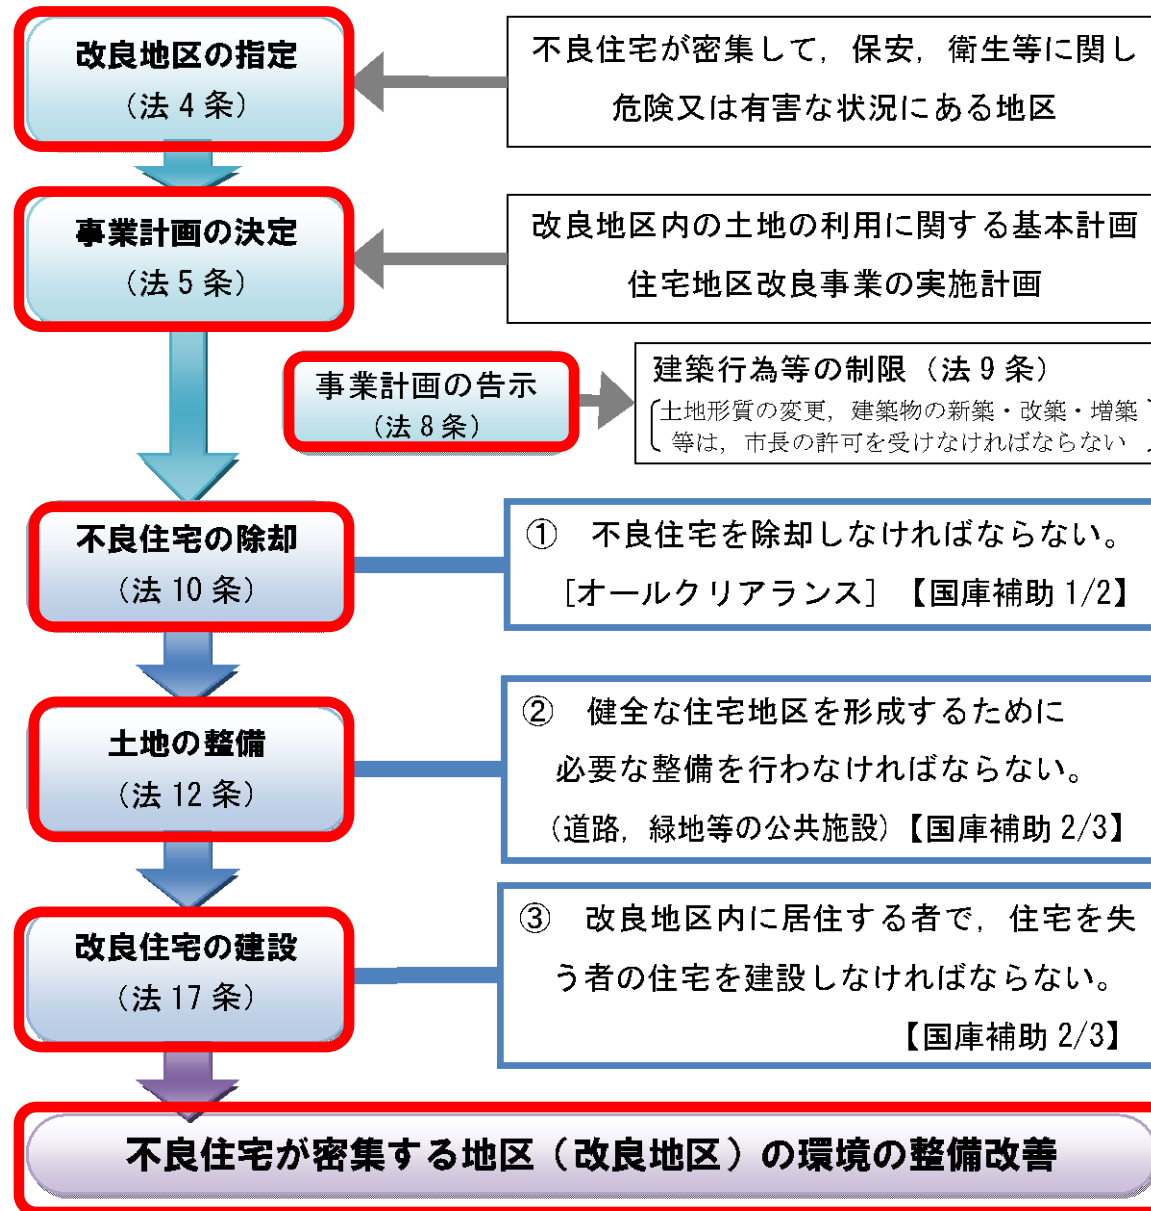 改良地区の指定
（法４条）
不良住宅が密集して，保安，衛生等に関し
危険又は有害な状況にある地区
事業計画の決定
（法５条）
改良地区内の土地の利用に関する基本計画
住宅地区改良事業の実施計画
事業計画の告示
（法８条）
建築行為等の制限（法９条）
土地形質の変更，建築物の新築・改築・増築
等は，市長の許可を受けなければならない
不良住宅の除却
（法 10 条）
①　不良住宅を除却しなければならない。
［オールクリアランス］【国庫補助 1/2】
土地の整備
（法 12 条）
②　健全な住宅地区を形成するために
必要な整備を行わなければならない。
（道路，緑地等の公共施設）【国庫補助 2/3】
改良住宅の建設
（法 17 条）
③　改良地区内に居住する者で，住宅を失
う者の住宅を建設しなければならない。
【国庫補助 2/3】
不良住宅が密集する地区（改良地区）の環境の整備改善